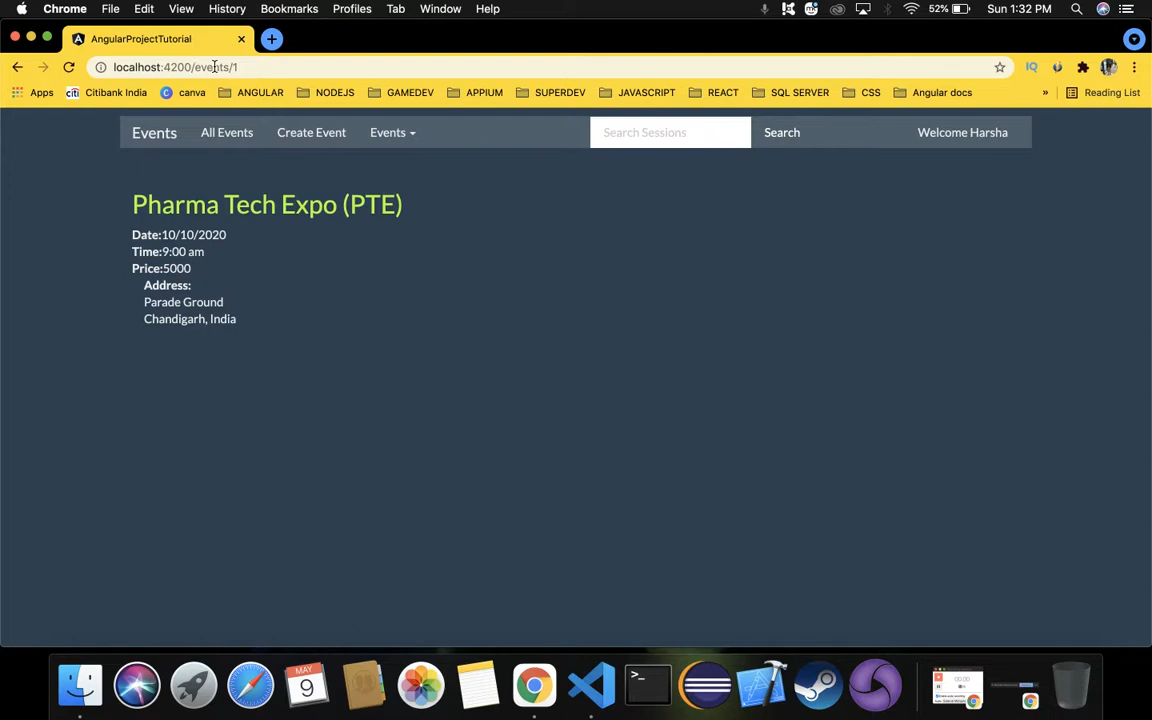 Chrome File Edit View History Bookmarks Profiles Tab Window Help 52% Sun 1:32 PM
AngularProjectTutorial
localhost:4200/events/1
Apps citi Citibank India canva ANGULAR NODEJS GAMEDEV APPIUM SUPERDEV JAVASCRIPT REACT SQL SERVER CSS Angular docs » Reading List
Events All Events Create Event Events Search Sessions Search Welcome Harsha
Pharma Tech Expo (PTE)
Date:10/10/2020
Time:9:00 am
Price:5000
Address:
Parade Ground
Chandigarh, India
MAY
9